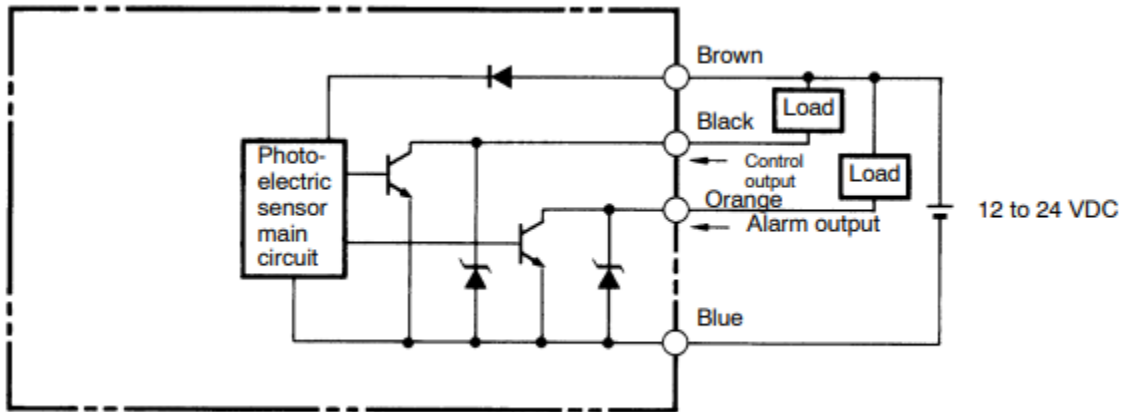 Brown
Load
Black
Photo-
electric
sensor
main
circuit
Control
output
Load
Orange
Alarm output
12 to 24 VDC
Blue